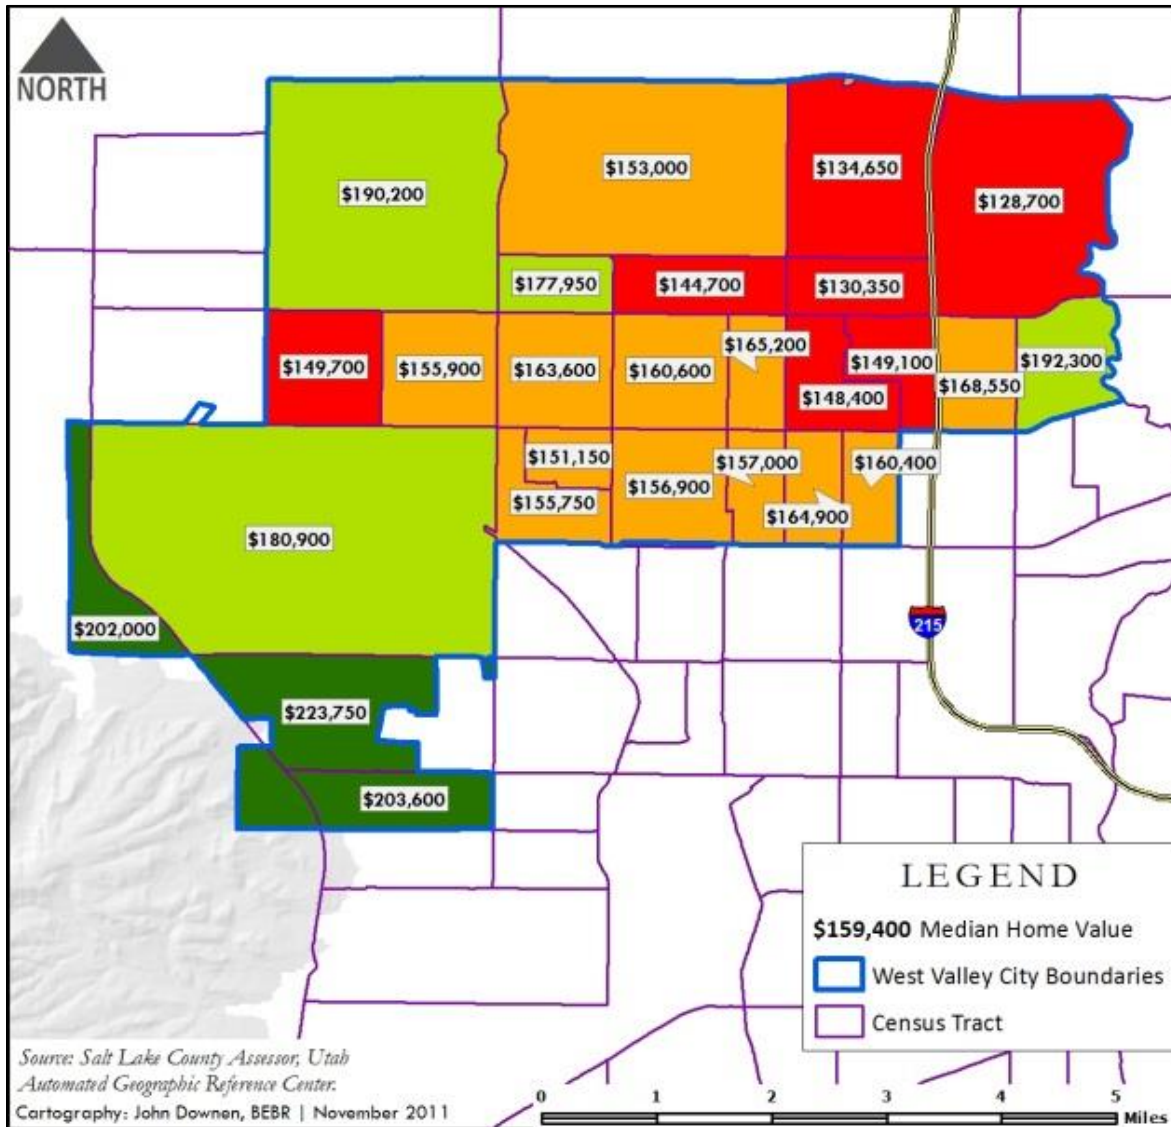 NORTH
$190,200
$153,000
$134,650
$128,700
$177,950
$144,700
$130,350
$149,700
$155,900
$163,600
$160,600
$165,200
$149,100
$148,400
$168,550
$192,300
$151,150
$155,750
$156,900
$157,000
$164,900
$160,400
$180,900
$202,000
$223,750
$203,600
215
LEGEND
$159,400 Median Home Value
West Valley City Boundaries
Census Tract
Source: Salt Lake County Assessor, Utah
Automated Geographic Reference Center.
Cartography: John Downen, BEBR | November 2011
0 1 2 3 4 5
Miles